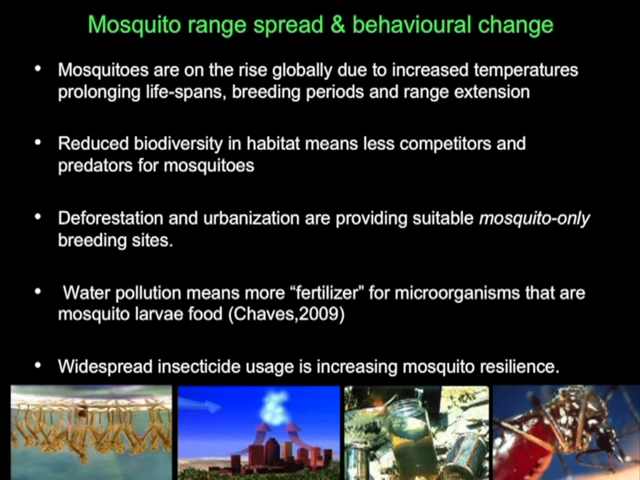 Mosquito range spread & behavioural change
• Mosquitoes are on the rise globally due to increased temperatures
prolonging life-spans, breeding periods and range extension
• Reduced biodiversity in habitat means less competitors and
predators for mosquitoes
• Deforestation and urbanization are providing suitable mosquito-only
breeding sites.
• Water pollution means more “fertilizer” for microorganisms that are
mosquito larvae food (Chaves,2009)
• Widespread insecticide usage is increasing mosquito resilience.